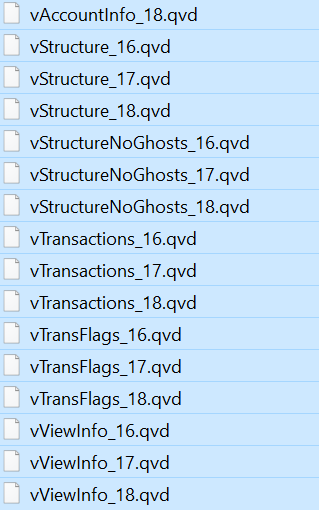 vAccountInfo_18.qvd
vStructure_16.qvd
vStructure_17.qvd
vStructure_18.qvd
vStructureNoGhosts_16.qvd
vStructureNoGhosts_17.qvd
vStructureNoGhosts_18.qvd
vTransactions_16.qvd
vTransactions_17.qvd
vTransactions_18.qvd
vTransFlags_16.qvd
vTransFlags_17.qvd
vTransFlags_18.qvd
vViewInfo_16.qvd
vViewInfo_17.qvd
vViewInfo_18.qvd